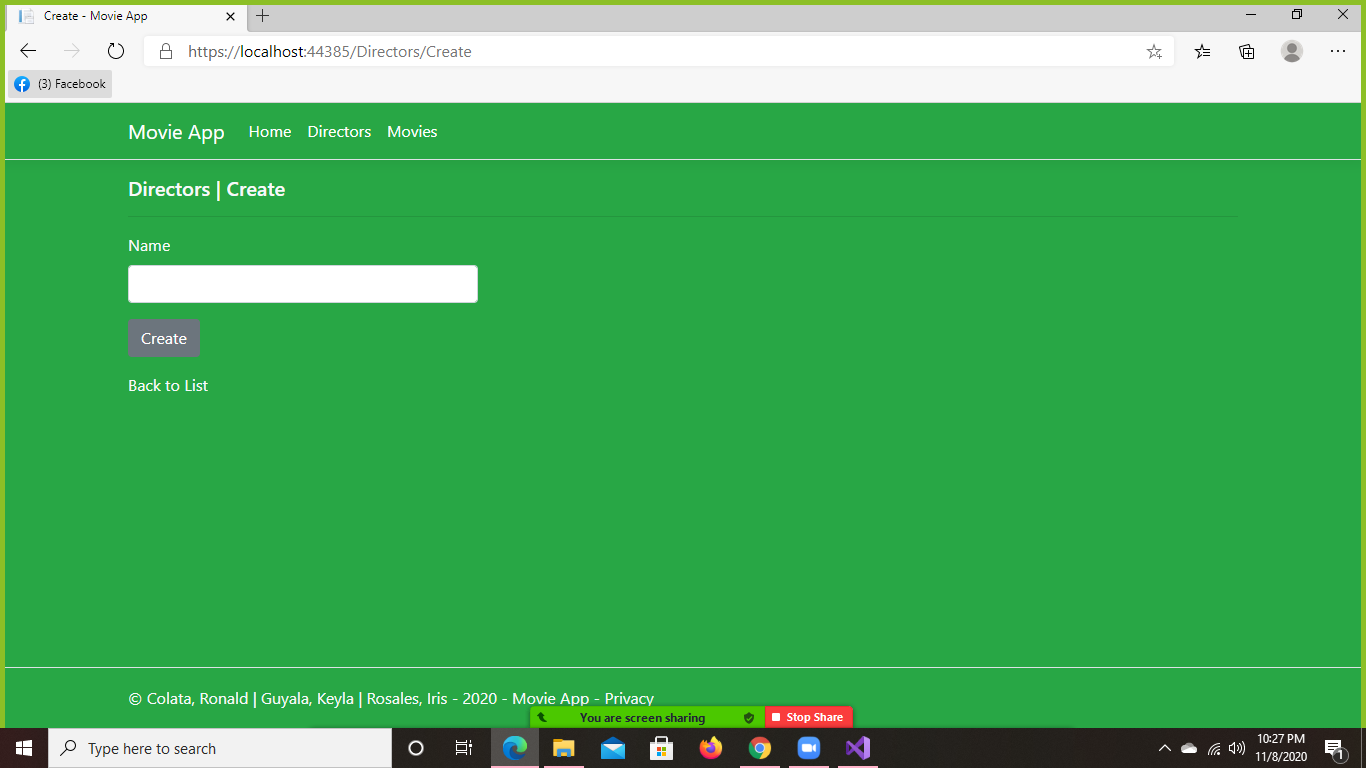 Create - Movie App
https://localhost:44385/Directors/Create
(3) Facebook
Movie App Home Directors Movies
Directors | Create
Name
Create
Back to List
© Colata, Ronald | Guyala, Keyla | Rosales, Iris - 2020 - Movie App - Privacy
You are screen sharing Stop Share
Type here to search
10:27 PM
11/8/2020
1